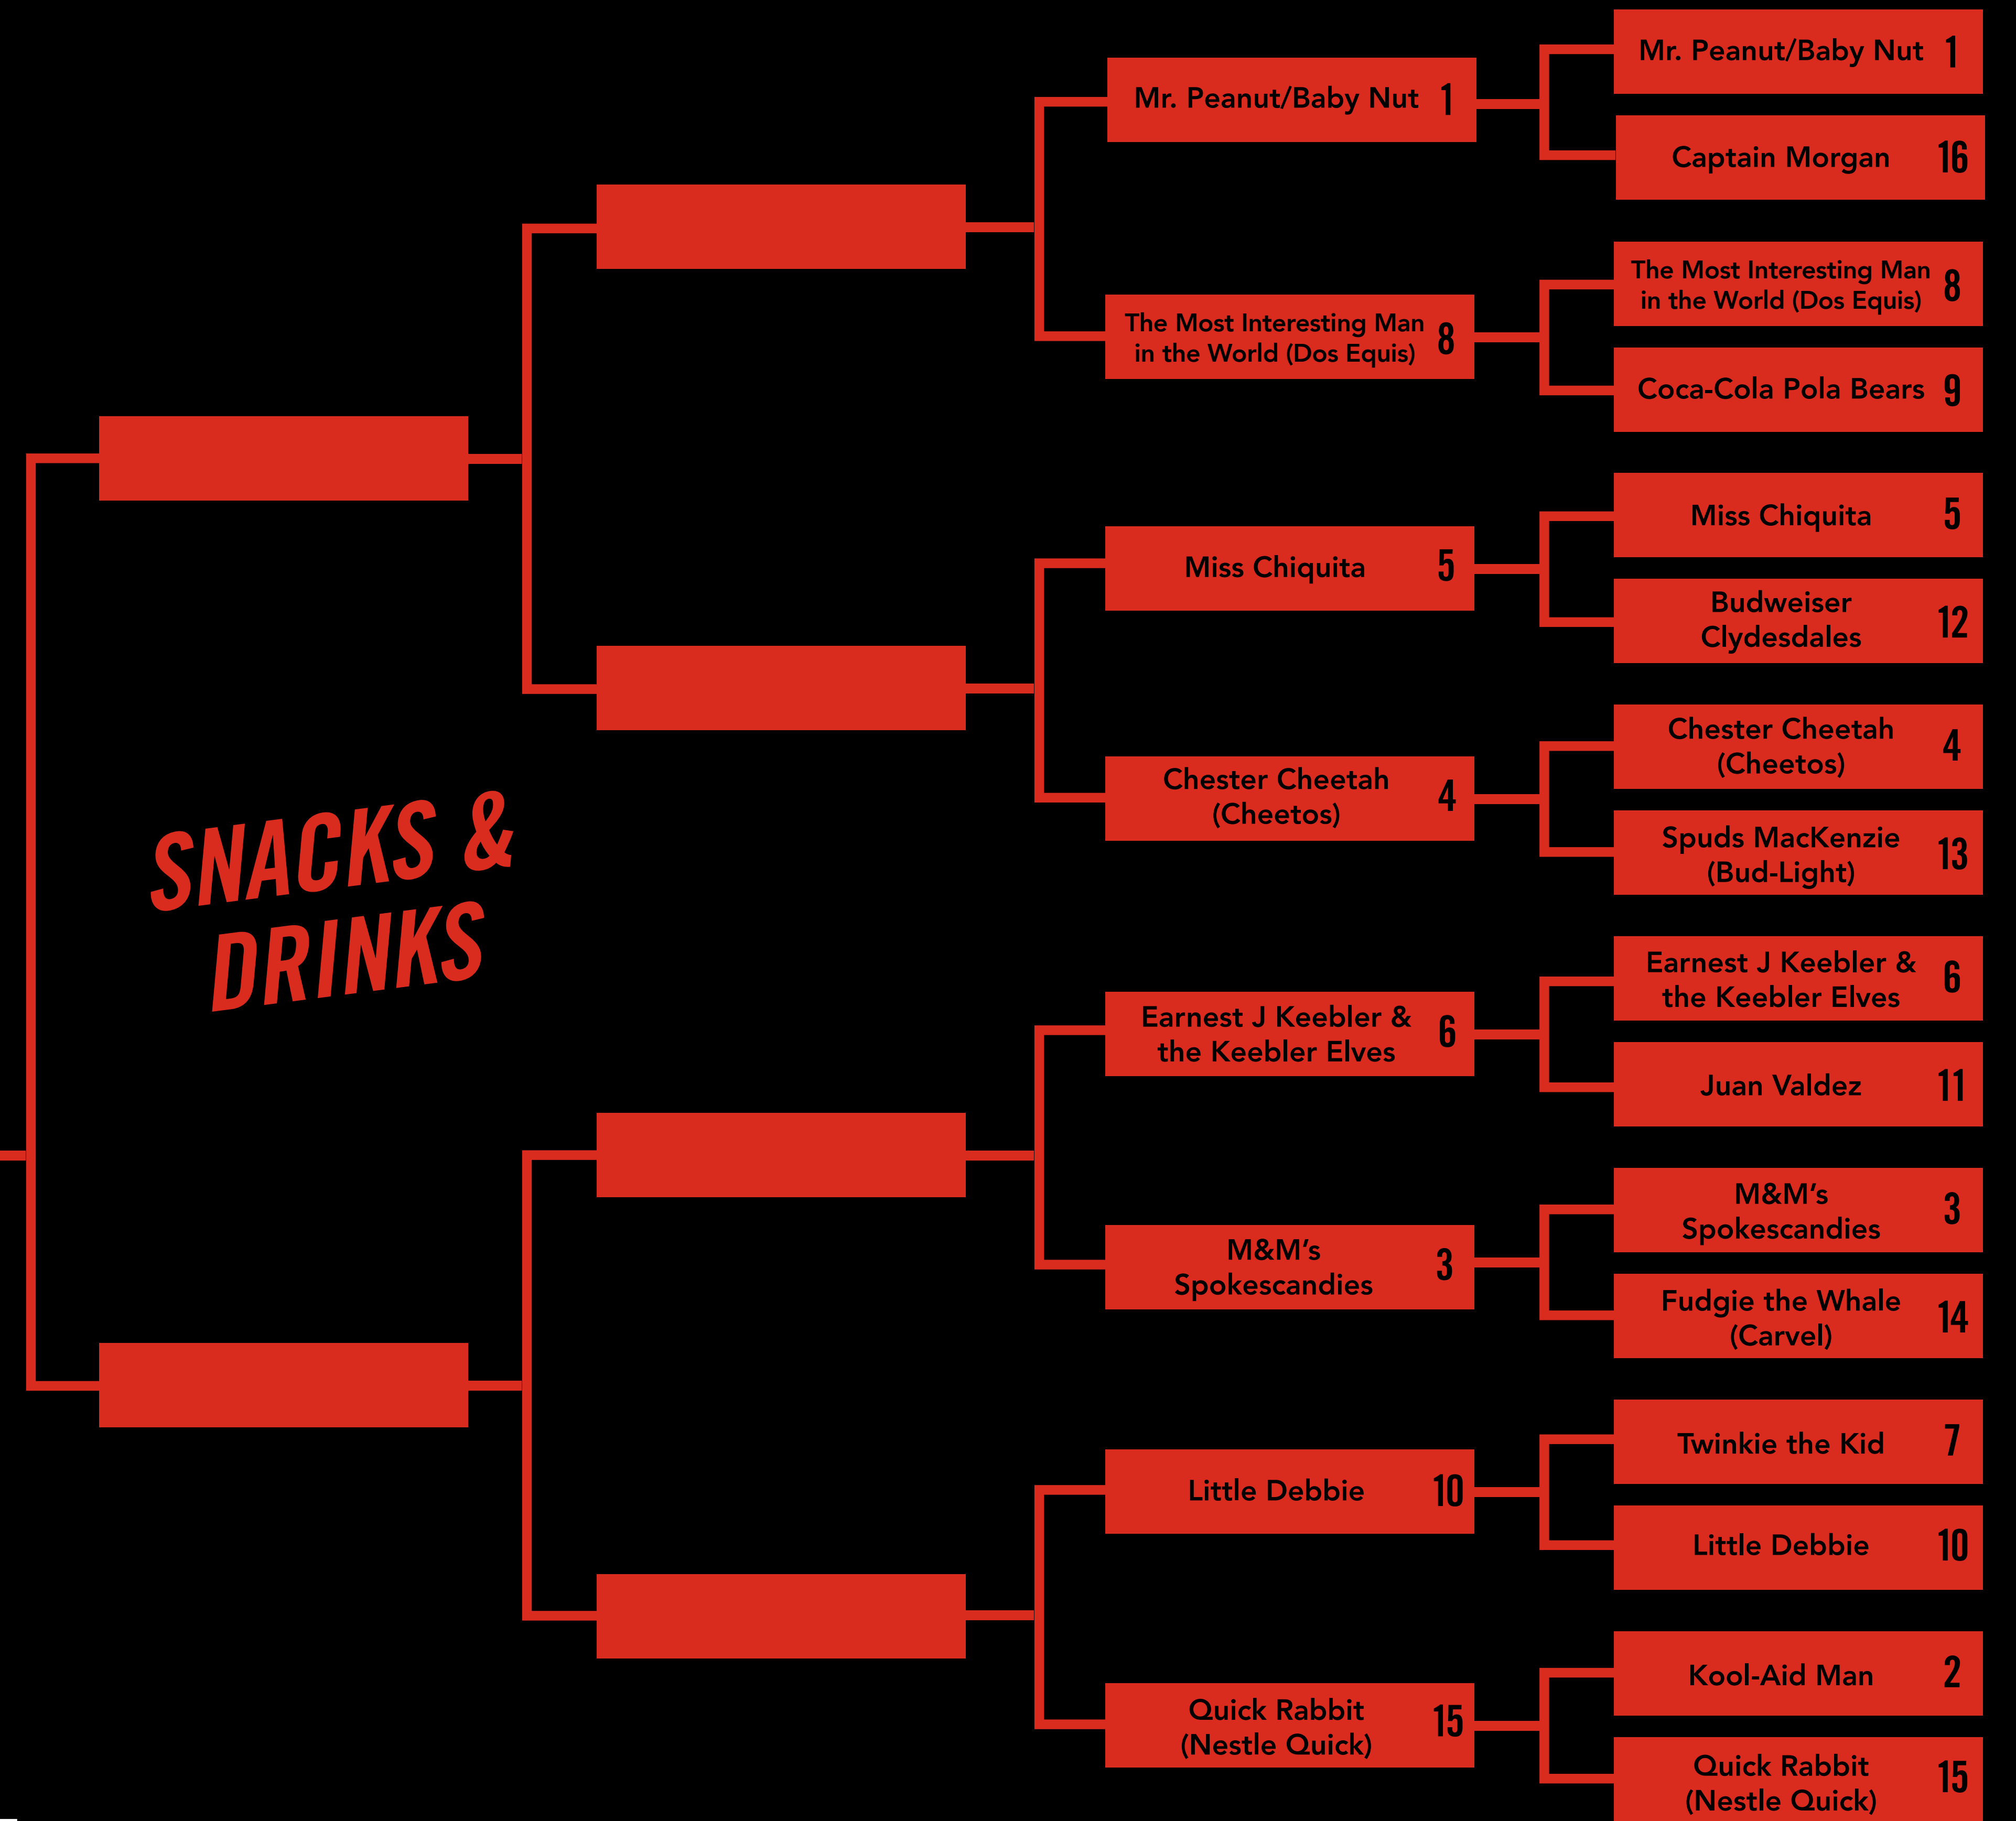 Mr. Peanut/Baby Nut 1
Captain Morgan 16
The Most Interesting Man
in the World (Dos Equis) 8
Coca-Cola Pola Bears 9
Miss Chiquita 5
Budweiser
Clydesdales 12
Chester Cheetah
(Cheetos) 4
Spuds MacKenzie
(Bud-Light) 13
Earnest J Keebler &
the Keebler Elves 6
Juan Valdez 11
M&M’s
Spokescandies 3
Fudgie the Whale
(Carvel) 14
Twinkie the Kid 7
Little Debbie 10
Kool-Aid Man 2
Quick Rabbit
(Nestle Quick) 15
Mr. Peanut/Baby Nut 1
The Most Interesting Man
in the World (Dos Equis) 8
Miss Chiquita 5
Chester Cheetah
(Cheetos) 4
Earnest J Keebler &
the Keebler Elves 6
M&M’s
Spokescandies 3
Little Debbie 10
Quick Rabbit
(Nestle Quick) 15
SNACKS &
DRINKS